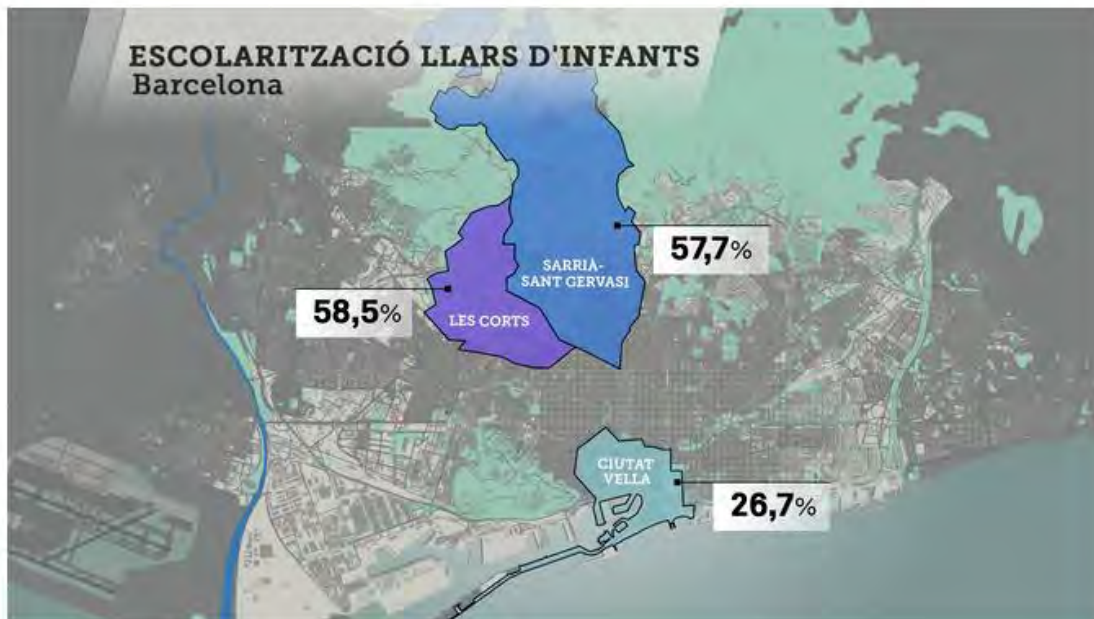 ESCOLARITZACIÓ LLARS D'INFANTS
Barcelona
57,7%
SARRIÀ-
SANT GERVASI
58,5%
LES CORTS
CIUTAT
VELLA
26,7%